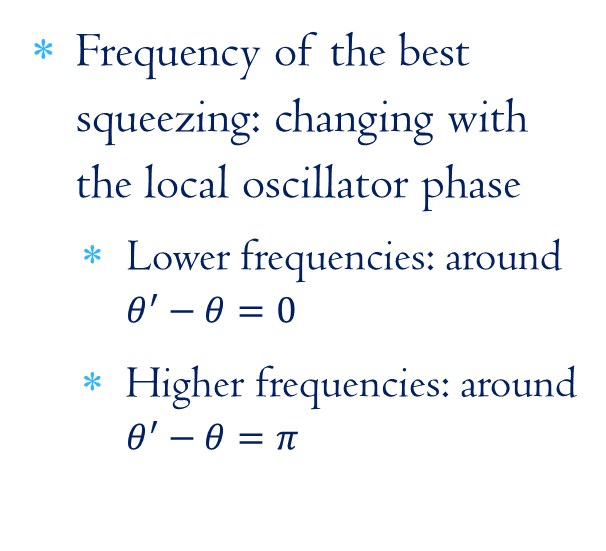 * Frequency of the best
squeezing: changing with
the local oscillator phase
* Lower frequencies: around
θ′ − θ = 0
* Higher frequencies: around
θ′ − θ = π